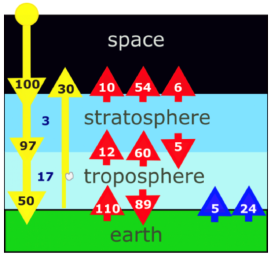 space
100 30 10 54 6
3 stratosphere
97 12 60 5
17 troposphere
50 110 89 5 24
earth